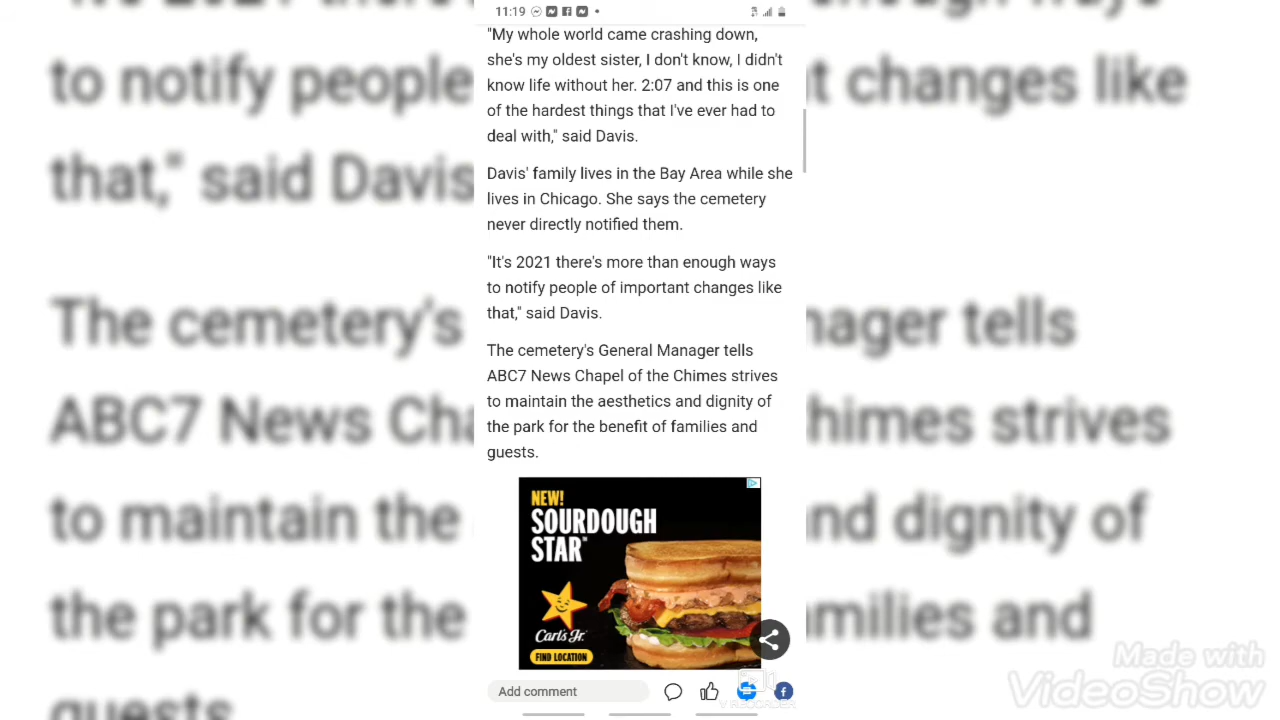 11:19
"My whole world came crashing down,
she's my oldest sister, I don't know, I didn't
know life without her. 2:07 and this is one
of the hardest things that I've ever had to
deal with," said Davis.
Davis' family lives in the Bay Area while she
lives in Chicago. She says the cemetery
never directly notified them.
"It's 2021 there's more than enough ways
to notify people of important changes like
that," said Davis.
The cemetery's General Manager tells
ABC7 News Chapel of the Chimes strives
to maintain the aesthetics and dignity of
the park for the benefit of families and
guests.
NEW!
SOURDOUGH
STAR™
Carl's Jr.
FIND LOCATION
Add comment
to notify people
t changes like
that," said Davis
The cemetery's
nager tells
ABC7 News Cha
himes strives
to maintain the
nd dignity of
the park for the
milies and
guests
Made with
VideoShow